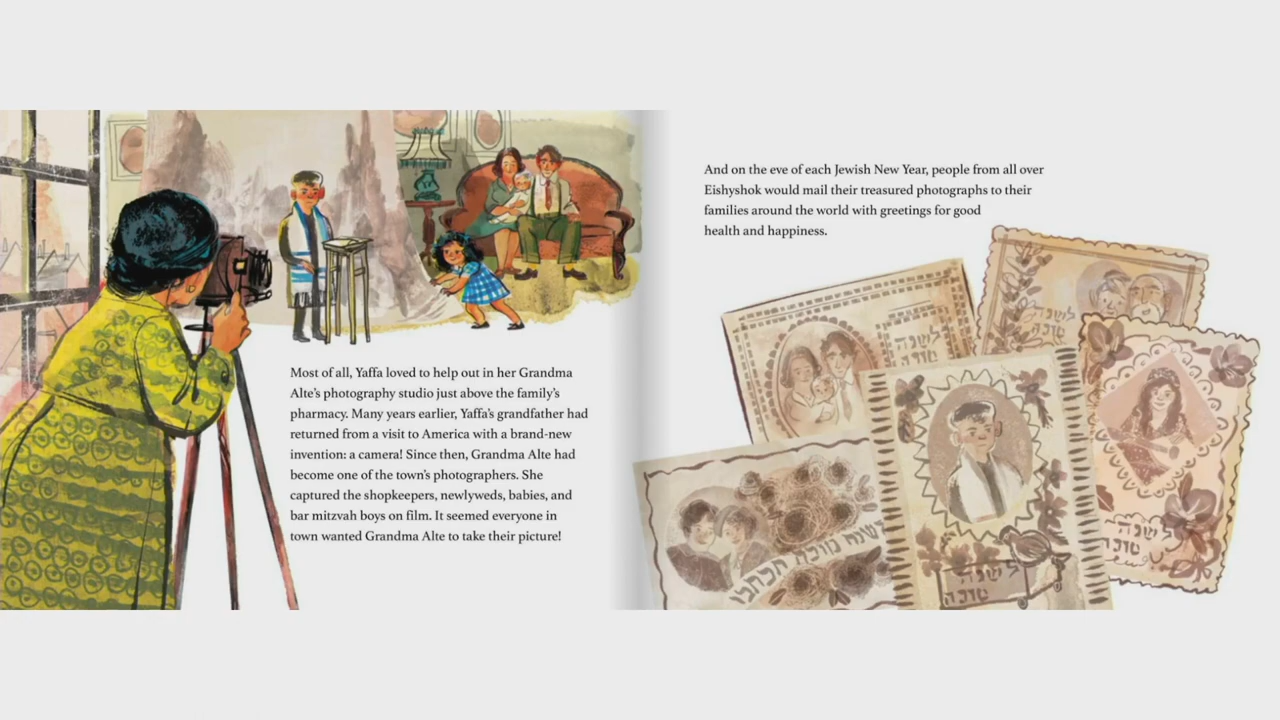 Most of all, Yaffa loved to help out in her Grandma
Alte's photography studio just above the family's
pharmacy. Many years earlier, Yaffa's grandfather had
returned from a visit to America with a brand-new
invention: a camera! Since then, Grandma Alte had
become one of the town's photographers. She
captured the shopkeepers, newlyweds, babies, and
bar mitzvah boys on film. It seemed everyone in
town wanted Grandma Alte to take their picture!
And on the eve of each Jewish New Year, people from all over
Eishyshok would mail their treasured photographs to their
families around the world with greetings for good
health and happiness.
לשנה
טובה
לשנה
טובה
לשנה
טובה
לשנה
טובה